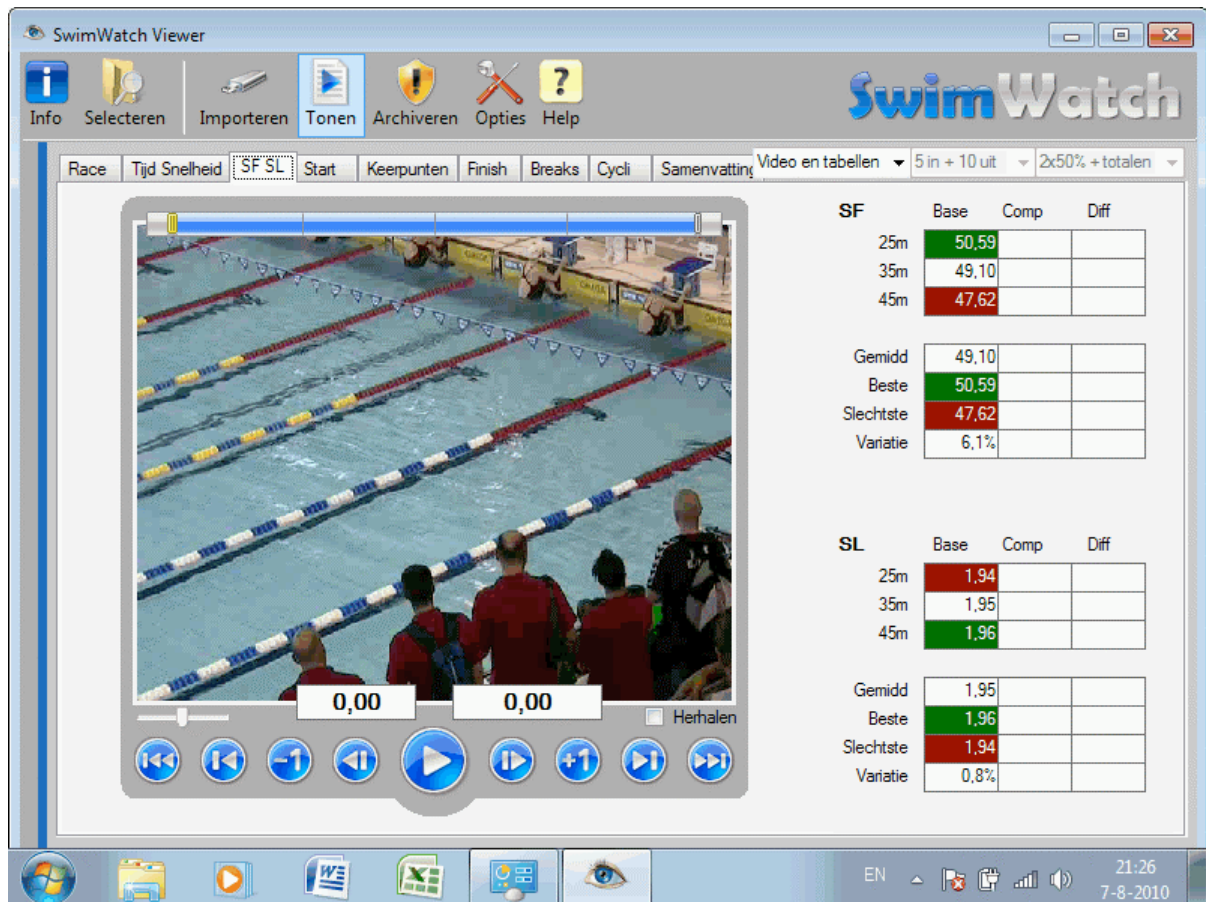 SwimWatch Viewer
Info Selecteren Importeren Tonen Archiveren Opties Help
SwimWatch
Race Tijd Snelheid SF SL Start Keerpunten Finish Breaks Cycli Samenvatting Video en tabellen 5 in + 10 uit 2x50% + totalen
SF Base Comp Diff
25m 50,59
35m 49,10
45m 47,62
Gemidd 49,10
Beste 50,59
Slechtste 47,62
Variatie 6,1%
SL Base Comp Diff
25m 1,94
35m 1,95
45m 1,96
Gemidd 1,95
Beste 1,96
Slechtste 1,94
Variatie 0,8%
0,00 0,00
Herhalen
-1 +1
EN 21:26
7-8-2010